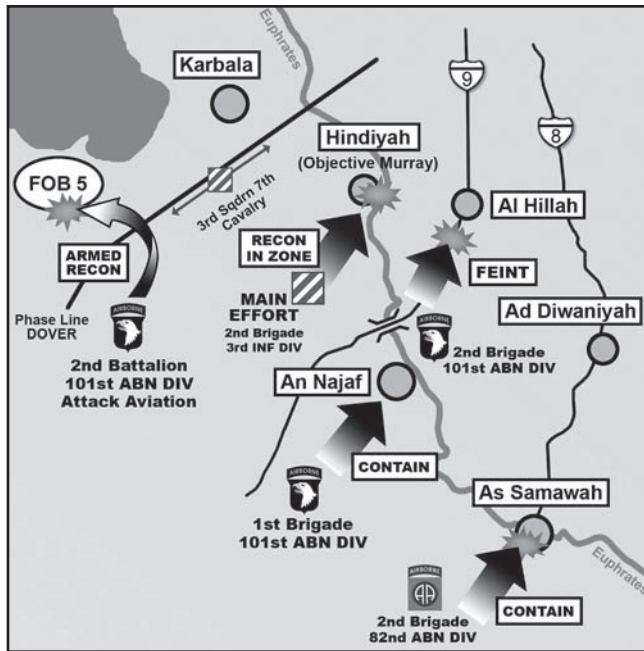 Euphrates
Karbala
9
8
Hindiyah
(Objective Murray)
FOB 5
3rd Sqdrn 7th
Cavalry
Al Hillah
ARMED
RECON
RECON
IN ZONE
FEINT
Phase Line
DOVER
MAIN
EFFORT
2nd Brigade
3rd INF DIV
Ad Diwaniyah
AIRBORNE
2nd Battalion
101st ABN DIV
Attack Aviation
AIRBORNE
2nd Brigade
101st ABN DIV
An Najaf
CONTAIN
As Samawah
AIRBORNE
1st Brigade
101st ABN DIV
Euphrates
AIRBORNE
AA
2nd Brigade
82nd ABN DIV
CONTAIN